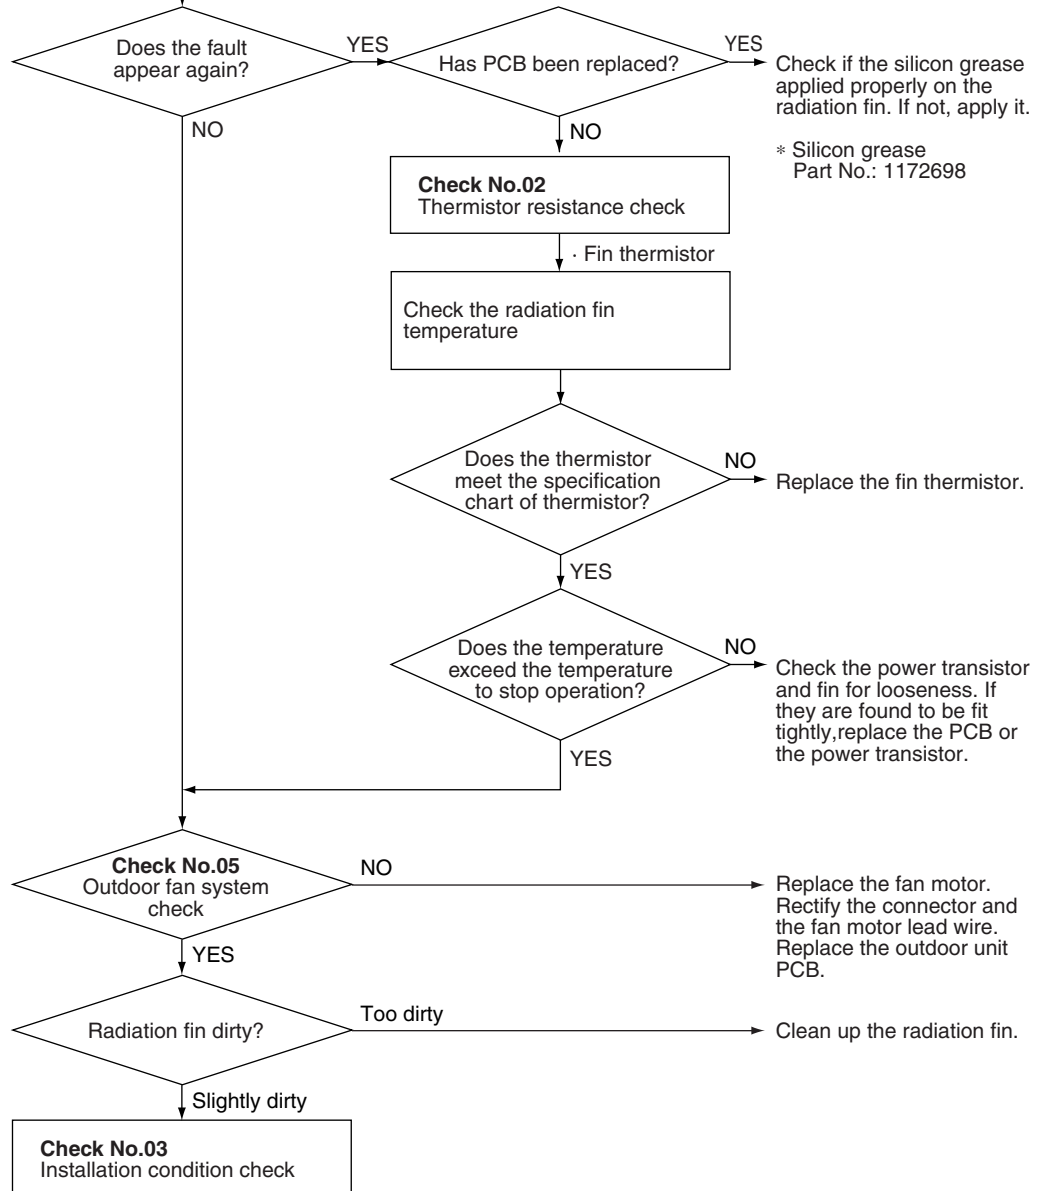 Does the fault
appear again?
YES
Has PCB been replaced?
YES
Check if the silicon grease
applied properly on the
radiation fin. If not, apply it.
* Silicon grease
Part No.: 1172698
NO
NO
Check No.02
Thermistor resistance check
· Fin thermistor
Check the radiation fin
temperature
Does the thermistor
meet the specification
chart of thermistor?
NO
Replace the fin thermistor.
YES
Does the temperature
exceed the temperature
to stop operation?
NO
Check the power transistor
and fin for looseness. If
they are found to be fit
tightly,replace the PCB or
the power transistor.
YES
Check No.05
Outdoor fan system
check
NO
Replace the fan motor.
Rectify the connector and
the fan motor lead wire.
Replace the outdoor unit
PCB.
YES
Radiation fin dirty?
Too dirty
Clean up the radiation fin.
Slightly dirty
Check No.03
Installation condition check